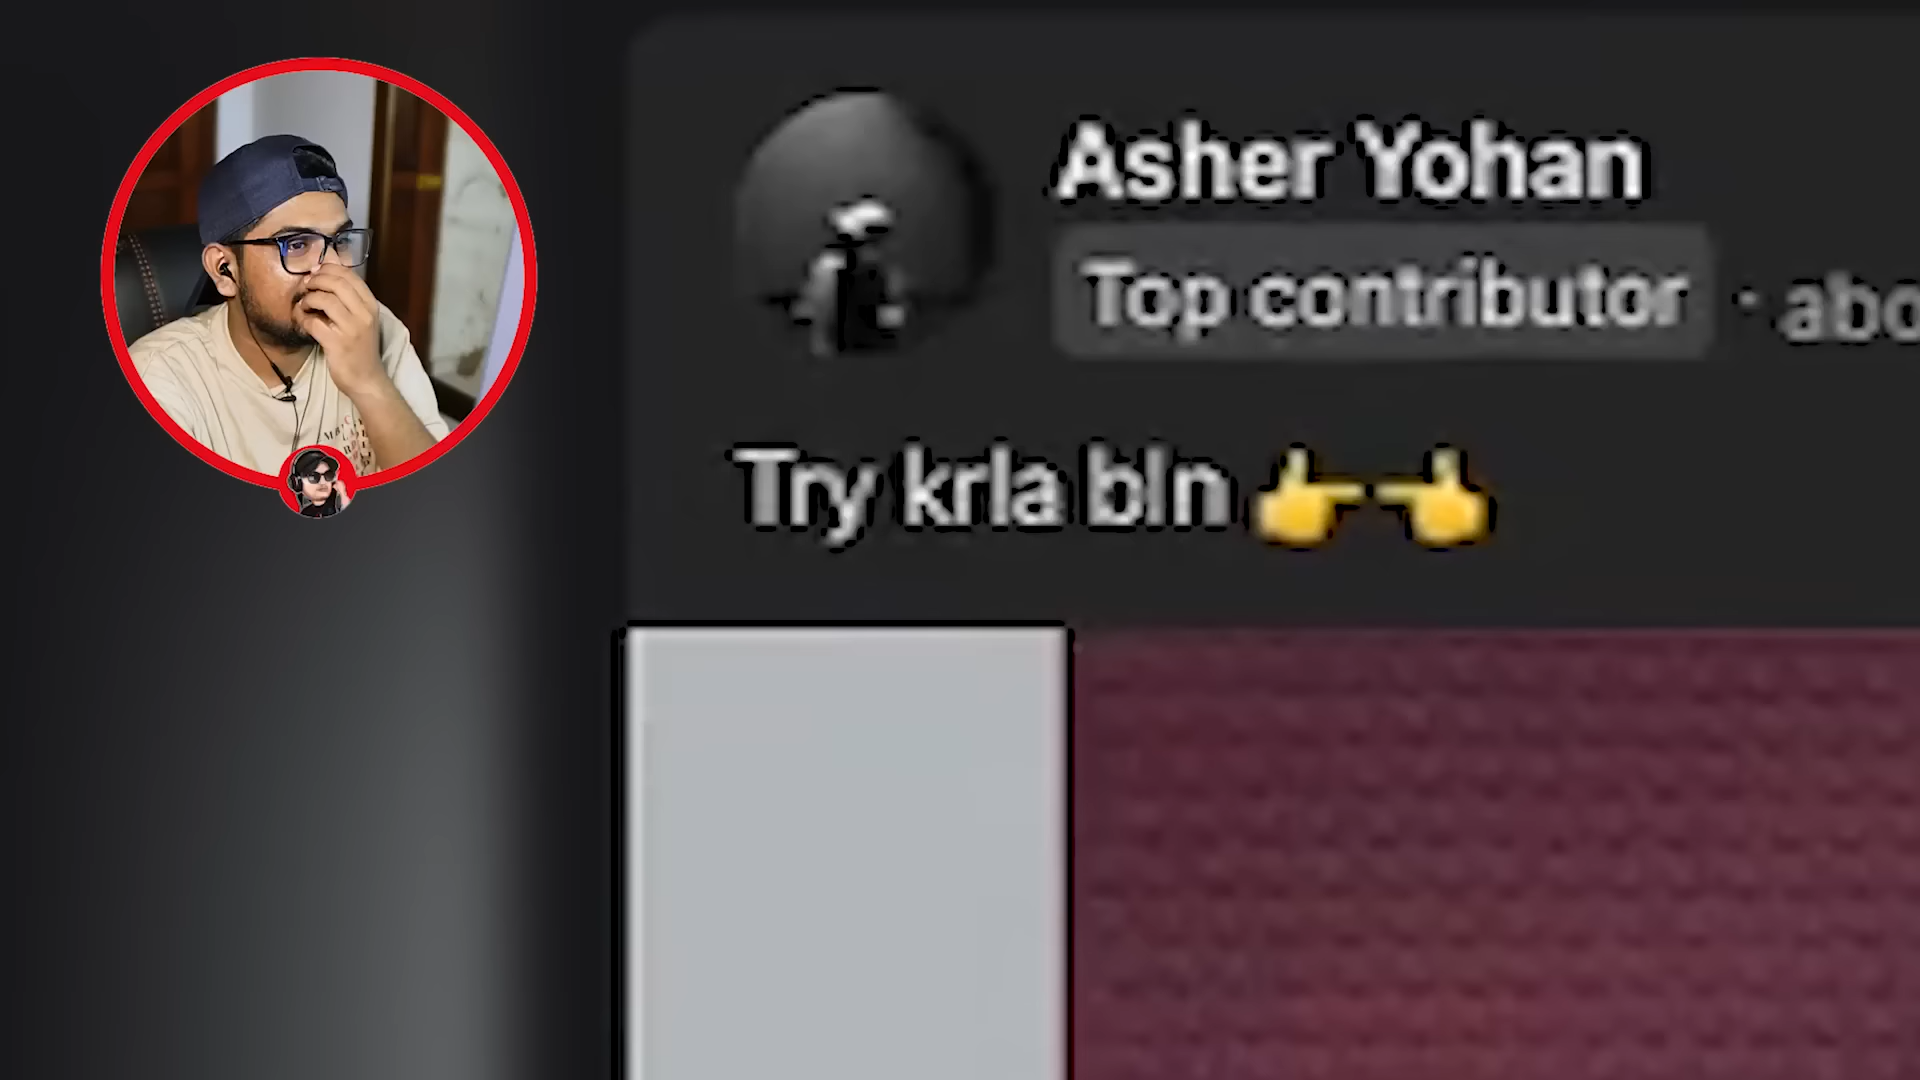 Asher Yohan
Top contributor · abo
Try krla bln 👉👈